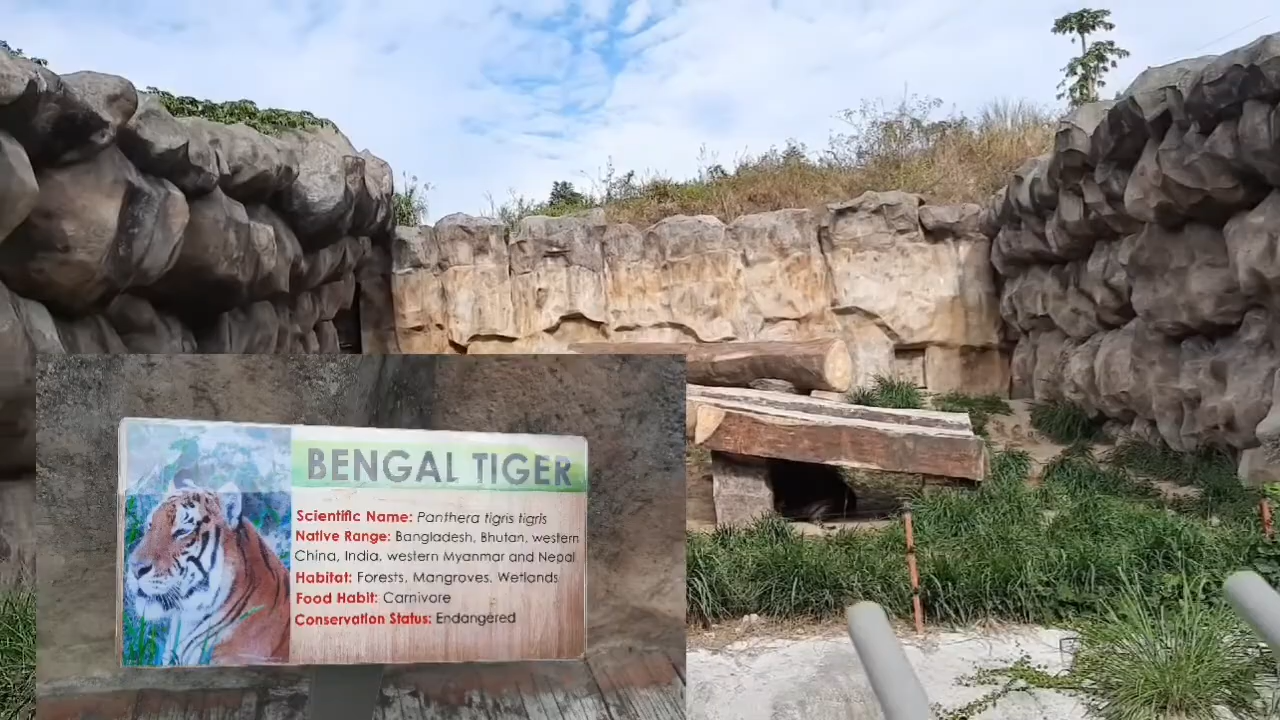 BENGAL TIGER
Scientific Name: Panthera tigris tigris
Native Range: Bangladesh, Bhutan, western
China, India, western Myanmar and Nepal
Habitat: Forests, Mangroves, Wetlands
Food Habit: Carnivore
Conservation Status: Endangered